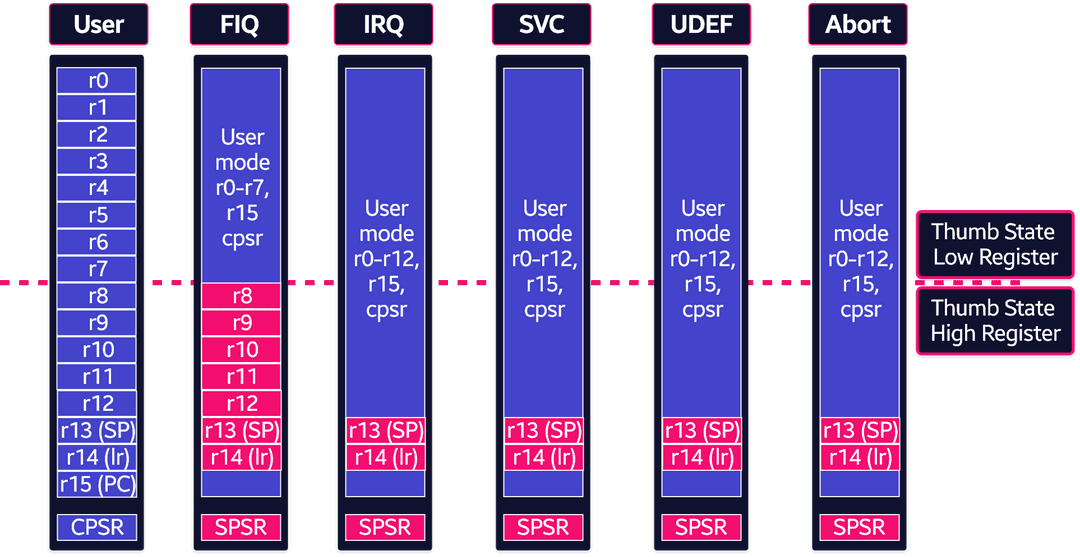 User
FIQ
IRQ
SVC
UDEF
Abort
r0
r1
r2
r3
r4
r5
r6
r7
r8
r9
r10
r11
r12
r13 (SP)
r14 (lr)
r15 (PC)
CPSR
User
mode
r0-r7,
r15
cpsr
r8
r9
r10
r11
r12
r13 (SP)
r14 (lr)
SPSR
User
mode
r0-r12,
r15,
cpsr
r13 (SP)
r14 (lr)
SPSR
User
mode
r0-r12,
r15,
cpsr
r13 (SP)
r14 (lr)
SPSR
User
mode
r0-r12,
r15,
cpsr
r13 (SP)
r14 (lr)
SPSR
User
mode
r0-r12,
r15,
cpsr
r13 (SP)
r14 (lr)
SPSR
Thumb State
Low Register
Thumb State
High Register